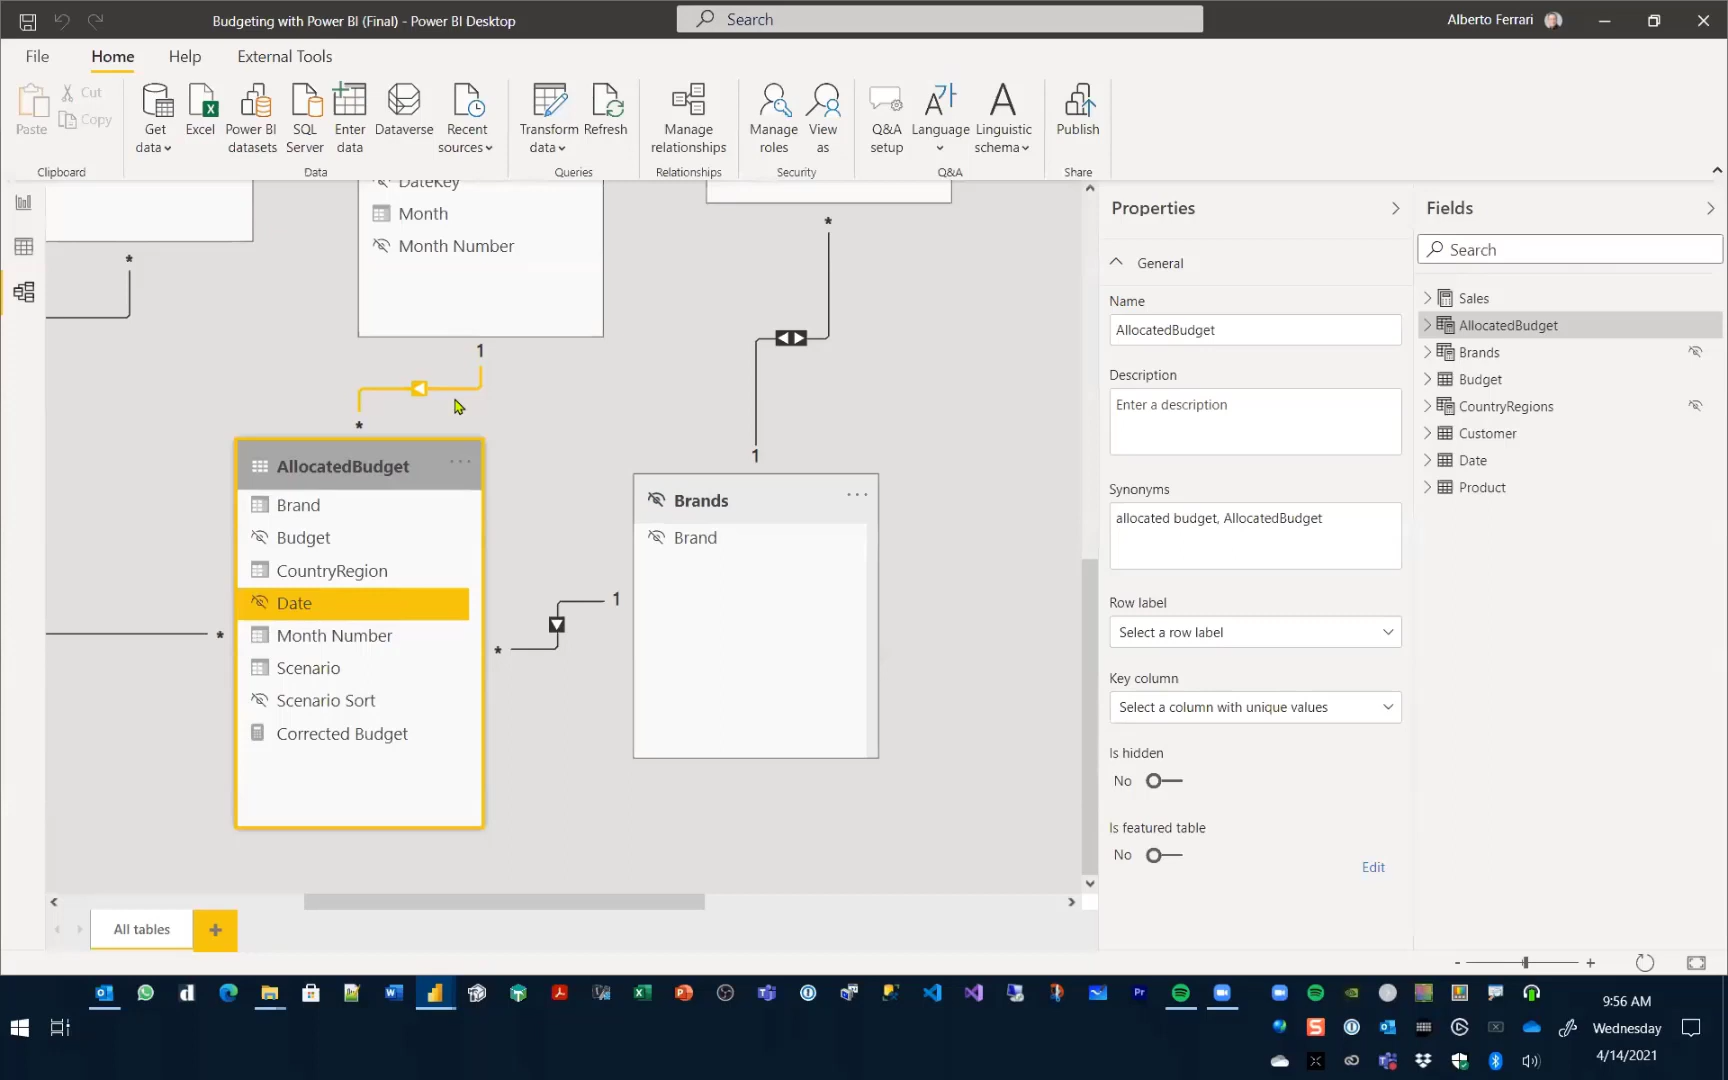 Budgeting with Power BI (Final) - Power BI Desktop
Search
Alberto Ferrari
File
Home
Help
External Tools
Paste
Cut
Copy
Clipboard
Get data
Excel
Power BI datasets
SQL Server
Enter data
Dataverse
Recent sources
Data
Transform data
Refresh
Queries
Manage relationships
Relationships
Manage roles
View as
Security
Q&A setup
Language
Linguistic schema
Q&A
Publish
Share
DateKey
Month
Month Number
*
*
1
*
1
AllocatedBudget
Brand
Budget
CountryRegion
Date
Month Number
Scenario
Scenario Sort
Corrected Budget
*
*
1
Brands
Brand
All tables
+
Properties
General
Name
AllocatedBudget
Description
Enter a description
Synonyms
allocated budget, AllocatedBudget
Row label
Select a row label
Key column
Select a column with unique values
Is hidden
No
Is featured table
No
Edit
Fields
Search
Sales
AllocatedBudget
Brands
Budget
CountryRegions
Customer
Date
Product
- +
9:56 AM
Wednesday
4/14/2021